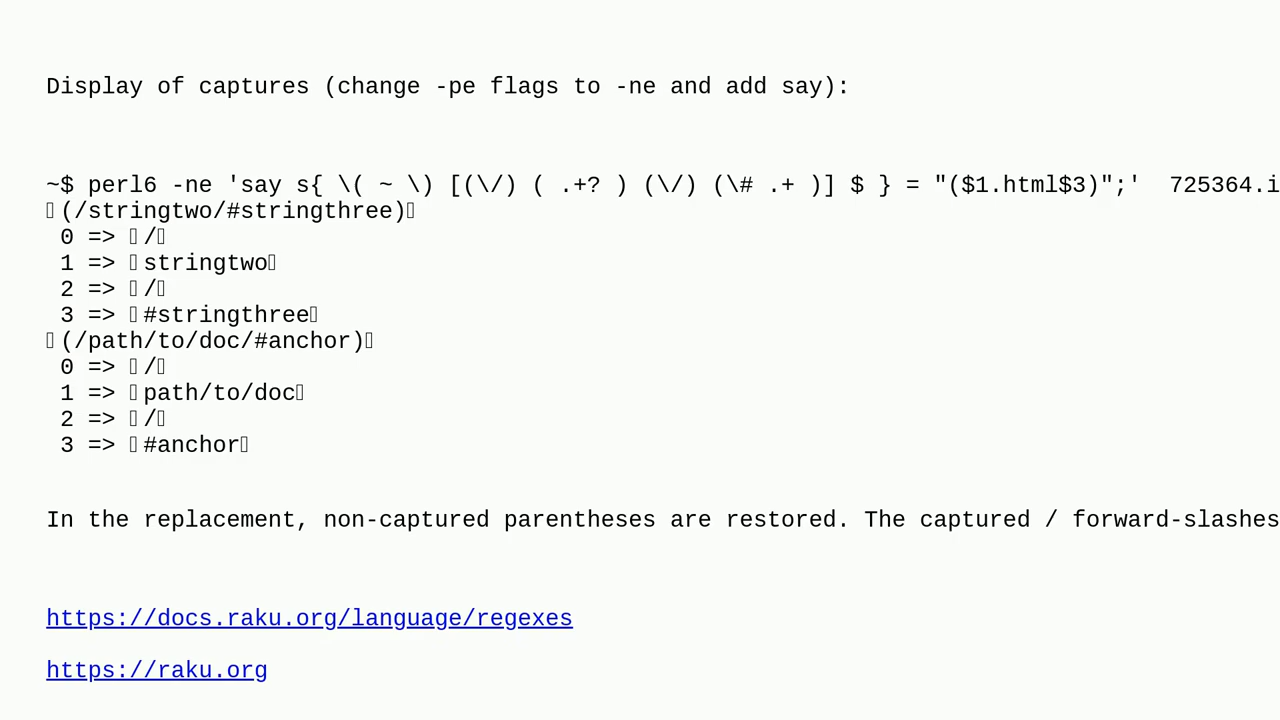 Display of captures (change -pe flags to -ne and add say):
~$ perl6 -ne 'say s{ \( ~ \) [(\/) ( .+? ) (\/) (\# .+ )] $ } = "($1.html$3)";'  725364.i
(/stringtwo/#stringthree)
 0 => /
 1 => stringtwo
 2 => /
 3 => #stringthree
(/path/to/doc/#anchor)
 0 => /
 1 => path/to/doc
 2 => /
 3 => #anchor
In the replacement, non-captured parentheses are restored. The captured / forward-slashes
https://docs.raku.org/language/regexes
https://raku.org